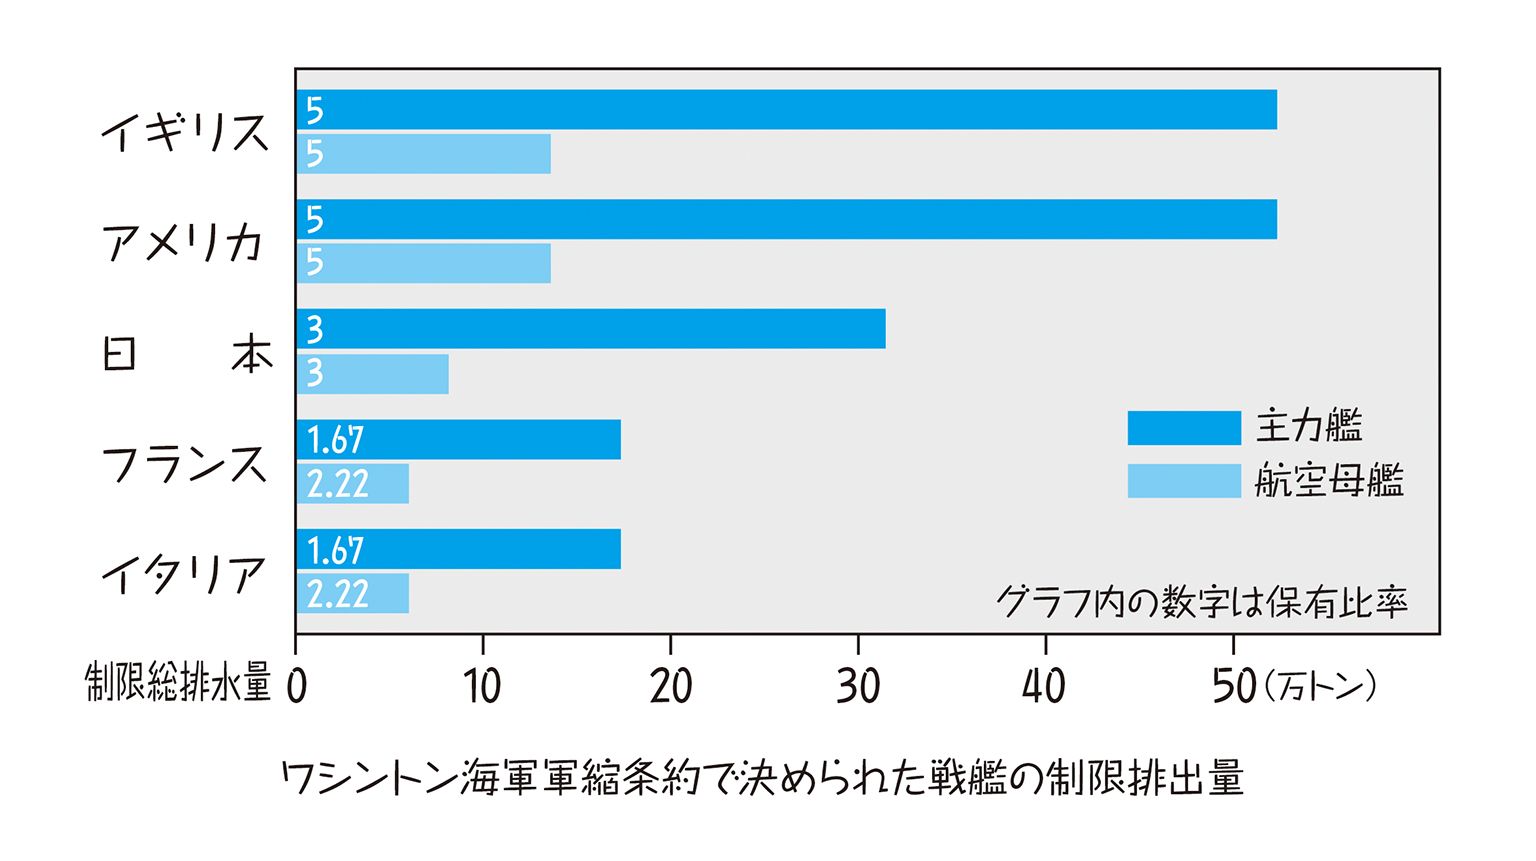 イギリス
5
5
アメリカ
5
5
日 本
3
3
フランス
1.67
2.22
イタリア
1.67
2.22
主力艦
航空母艦
グラフ内の数字は保有比率
制限総排水量 0 10 20 30 40 50(万トン)
ワシントン海軍軍縮条約で決められた戦艦の制限排出量